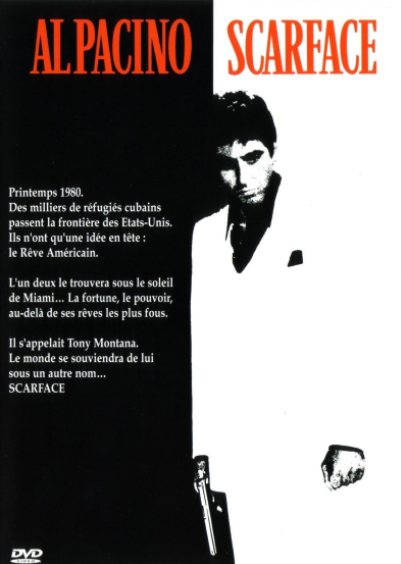 AL PACINO SCARFACE
Printemps 1980.
Des milliers de réfugiés cubains
passent la frontière des Etats-Unis.
Ils n'ont qu'une idée en tête :
le Rêve Américain.
L'un deux le trouvera sous le soleil
de Miami... La fortune, le pouvoir,
au-delà de ses rêves les plus fous.
Il s'appelait Tony Montana.
Le monde se souviendra de lui
sous un autre nom...
SCARFACE
DVD
VIDEO